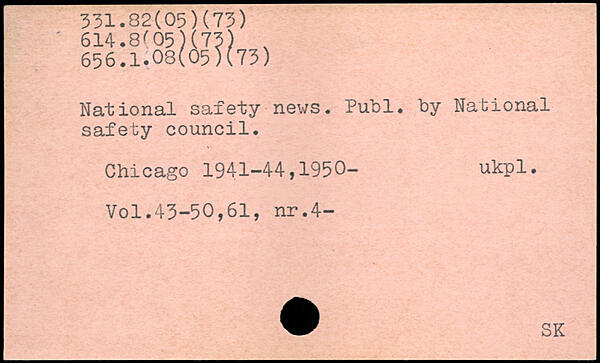 331.82(05)(73)
614.8(05)(73)
656.1.08(05)(73)
National safety news. Publ. by National
safety council.
Chicago 1941-44,1950- ukpl.
Vol.43-50,61, nr.4-
SK